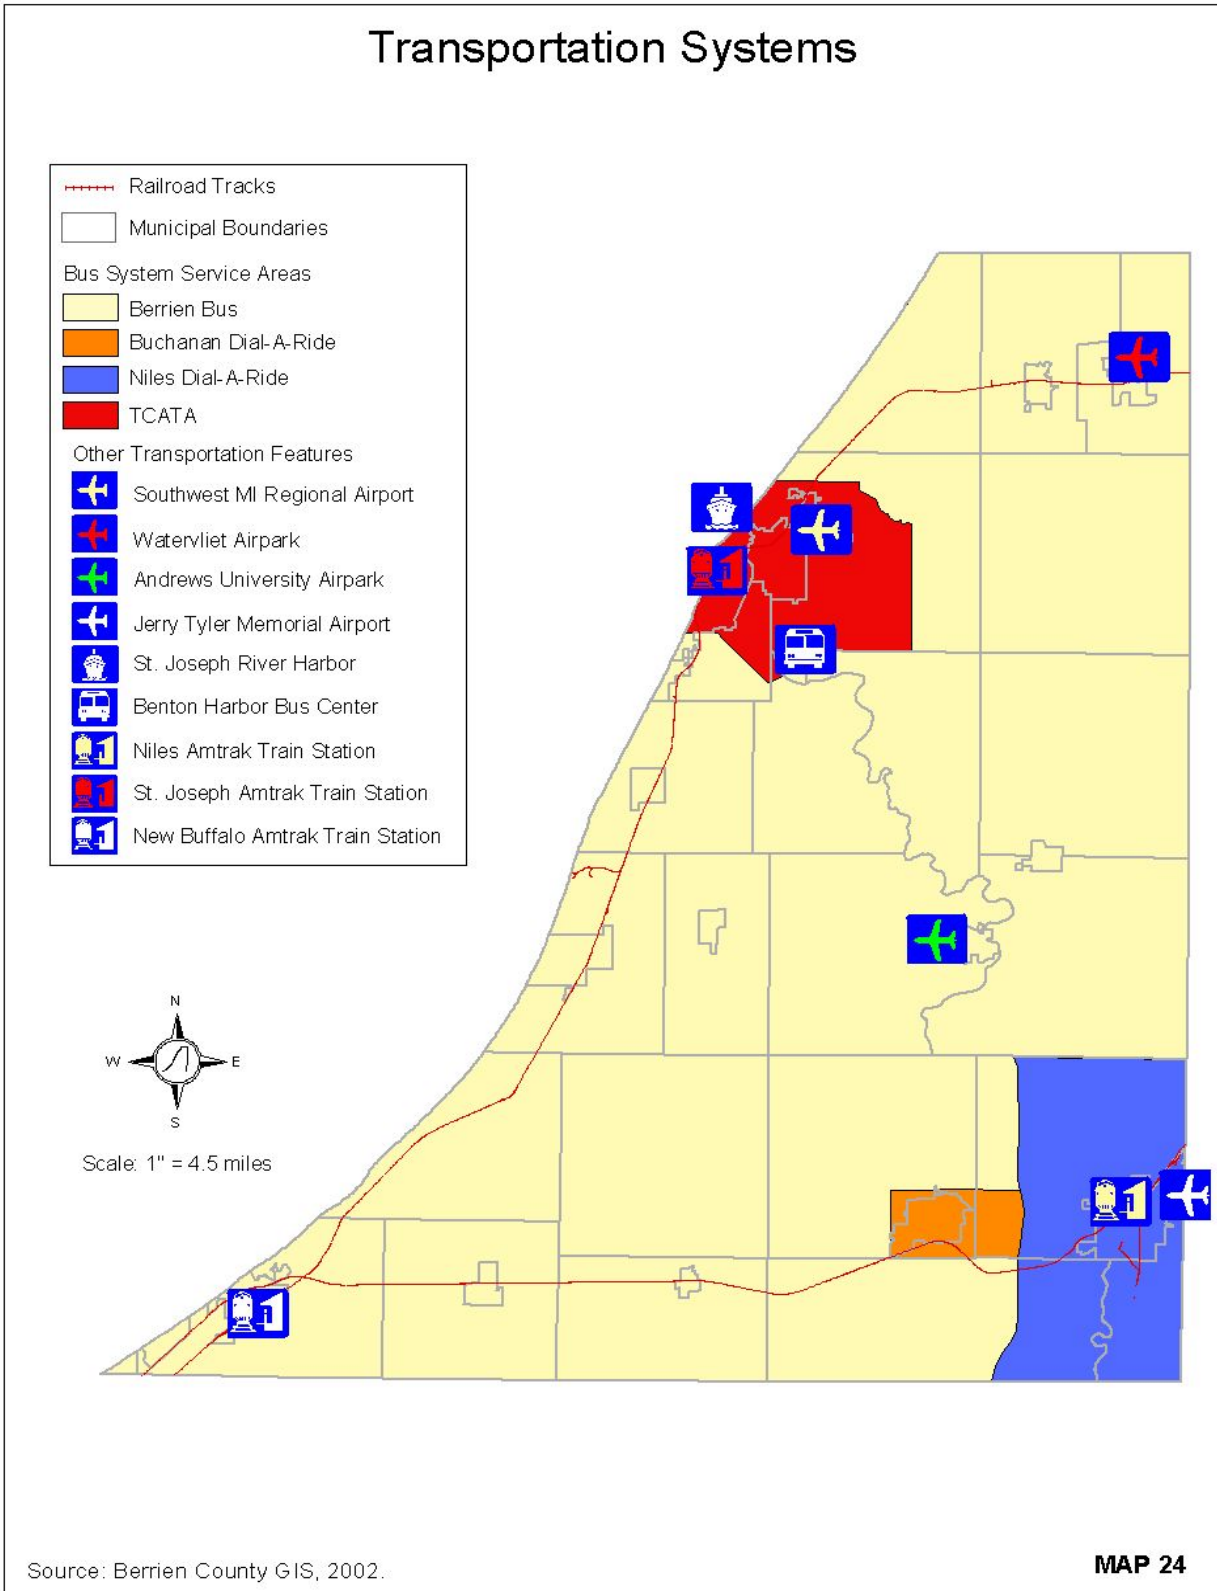 Transportation Systems
Railroad Tracks
Municipal Boundaries
Bus System Service Areas
Berrien Bus
Buchanan Dial-A-Ride
Niles Dial-A-Ride
TCATA
Other Transportation Features
Southwest MI Regional Airport
Watervliet Airpark
Andrews University Airpark
Jerry Tyler Memorial Airport
St. Joseph River Harbor
Benton Harbor Bus Center
Niles Amtrak Train Station
St. Joseph Amtrak Train Station
New Buffalo Amtrak Train Station
N
W E
S
Scale: 1" = 4.5 miles
Source: Berrien County GIS, 2002.
MAP 24